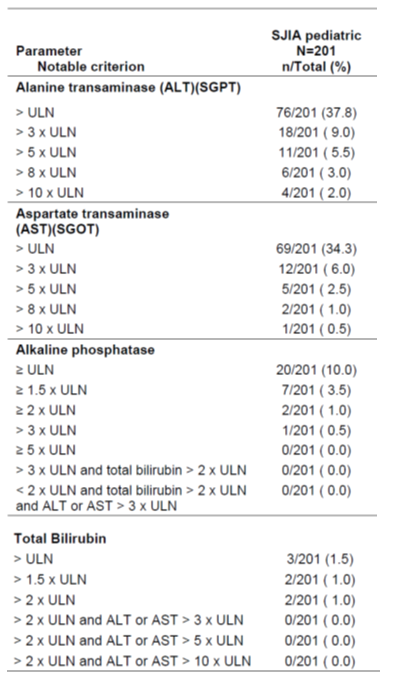 SJIA pediatric
Parameter N=201
Notable criterion n/Total (%)
Alanine transaminase (ALT)(SGPT)
> ULN 76/201 (37.8)
> 3 x ULN 18/201 ( 9.0)
> 5 x ULN 11/201 ( 5.5)
> 8 x ULN 6/201 ( 3.0)
> 10 x ULN 4/201 ( 2.0)
Aspartate transaminase
(AST)(SGOT)
> ULN 69/201 (34.3)
> 3 x ULN 12/201 ( 6.0)
> 5 x ULN 5/201 ( 2.5)
> 8 x ULN 2/201 ( 1.0)
> 10 x ULN 1/201 ( 0.5)
Alkaline phosphatase
≥ ULN 20/201 (10.0)
≥ 1.5 x ULN 7/201 ( 3.5)
≥ 2 x ULN 2/201 ( 1.0)
> 3 x ULN 1/201 ( 0.5)
≥ 5 x ULN 0/201 ( 0.0)
> 3 x ULN and total bilirubin > 2 x ULN 0/201 ( 0.0)
< 2 x ULN and total bilirubin > 2 x ULN 0/201 ( 0.0)
and ALT or AST > 3 x ULN
Total Bilirubin
> ULN 3/201 (1.5)
> 1.5 x ULN 2/201 ( 1.0)
> 2 x ULN 2/201 ( 1.0)
> 2 x ULN and ALT or AST > 3 x ULN 0/201 ( 0.0)
> 2 x ULN and ALT or AST > 5 x ULN 0/201 ( 0.0)
> 2 x ULN and ALT or AST > 10 x ULN 0/201 ( 0.0)